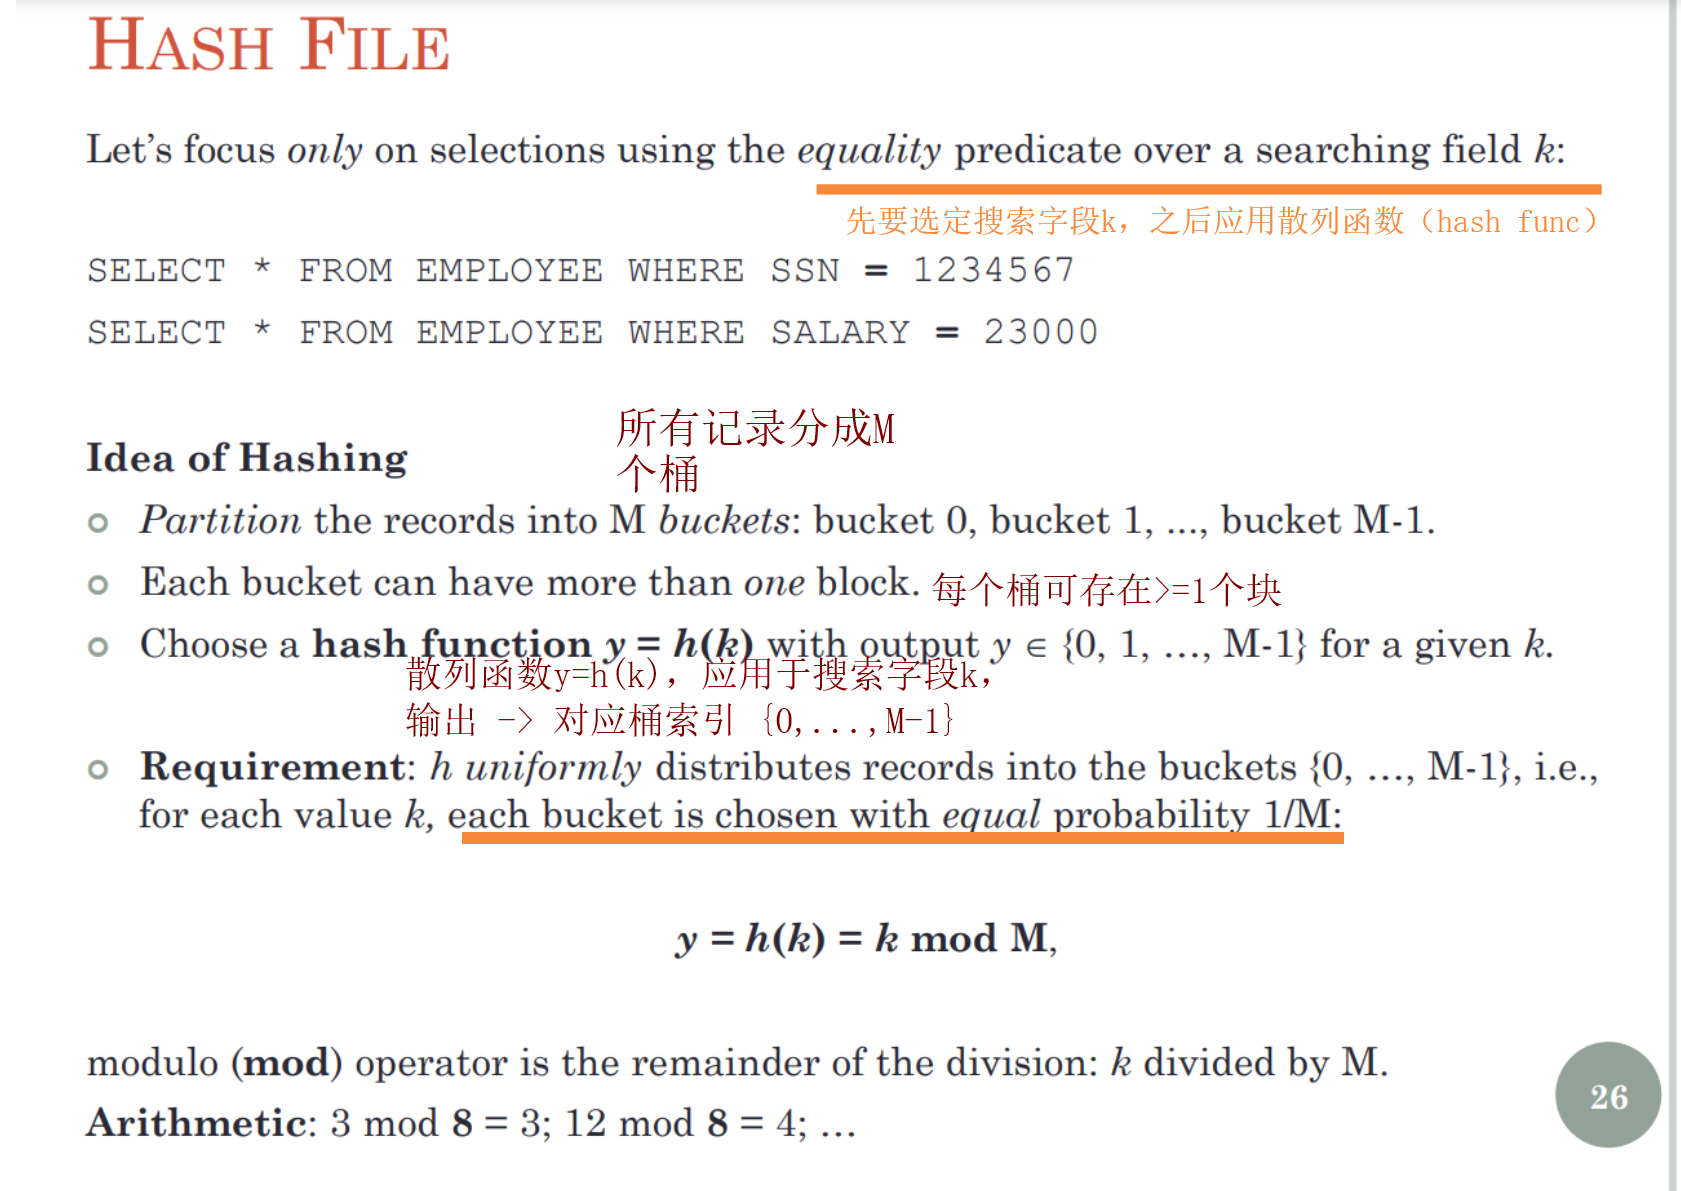 HASH FILE
Let's focus only on selections using the equality predicate over a searching field k:
先要选定搜索字段k，之后应用散列函数（hash func）
SELECT * FROM EMPLOYEE WHERE SSN = 1234567
SELECT * FROM EMPLOYEE WHERE SALARY = 23000
所有记录分成M
个桶
Idea of Hashing
Partition the records into M buckets: bucket 0, bucket 1, ..., bucket M-1.
Each bucket can have more than one block. 每个桶可存在>=1个块
Choose a hash function y = h(k) with output y ∈ {0, 1, ..., M-1} for a given k.
散列函数y=h(k)，应用于搜索字段k，
输出 -> 对应桶索引 {0,...,M-1}
Requirement: h uniformly distributes records into the buckets {0, ..., M-1}, i.e.,
for each value k, each bucket is chosen with equal probability 1/M:
y = h(k) = k mod M,
modulo (mod) operator is the remainder of the division: k divided by M.
Arithmetic: 3 mod 8 = 3; 12 mod 8 = 4; ...
26